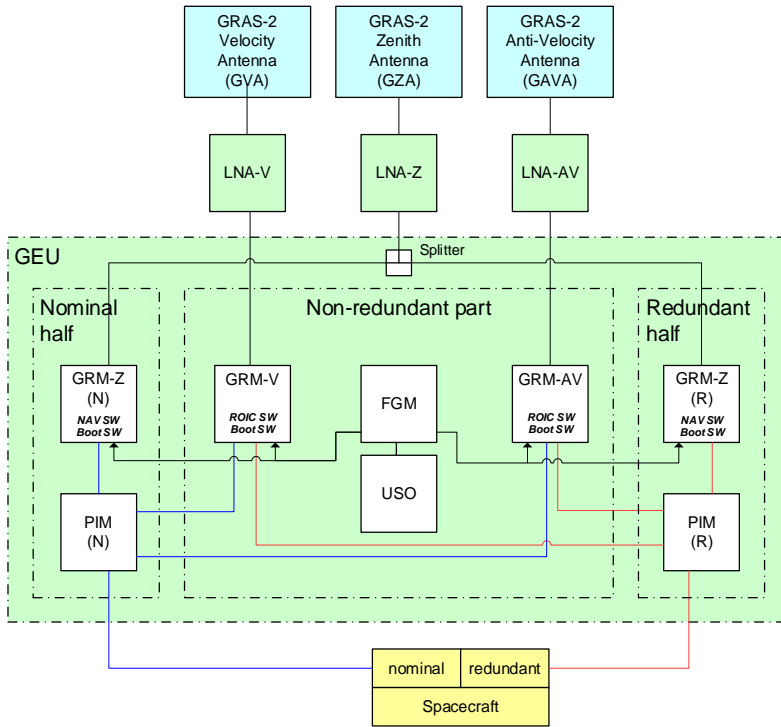 GRAS-2
Velocity
Antenna
(GVA)
GRAS-2
Zenith
Antenna
(GZA)
GRAS-2
Anti-Velocity
Antenna
(GAVA)
LNA-V
LNA-Z
LNA-AV
GEU
Splitter
Nominal
half
Non-redundant part
Redundant
half
GRM-Z
(N)
NAV SW
Boot SW
GRM-V
ROIC SW
Boot SW
FGM
GRM-AV
ROIC SW
Boot SW
GRM-Z
(R)
NAV SW
Boot SW
USO
PIM
(N)
PIM
(R)
nominal
redundant
Spacecraft